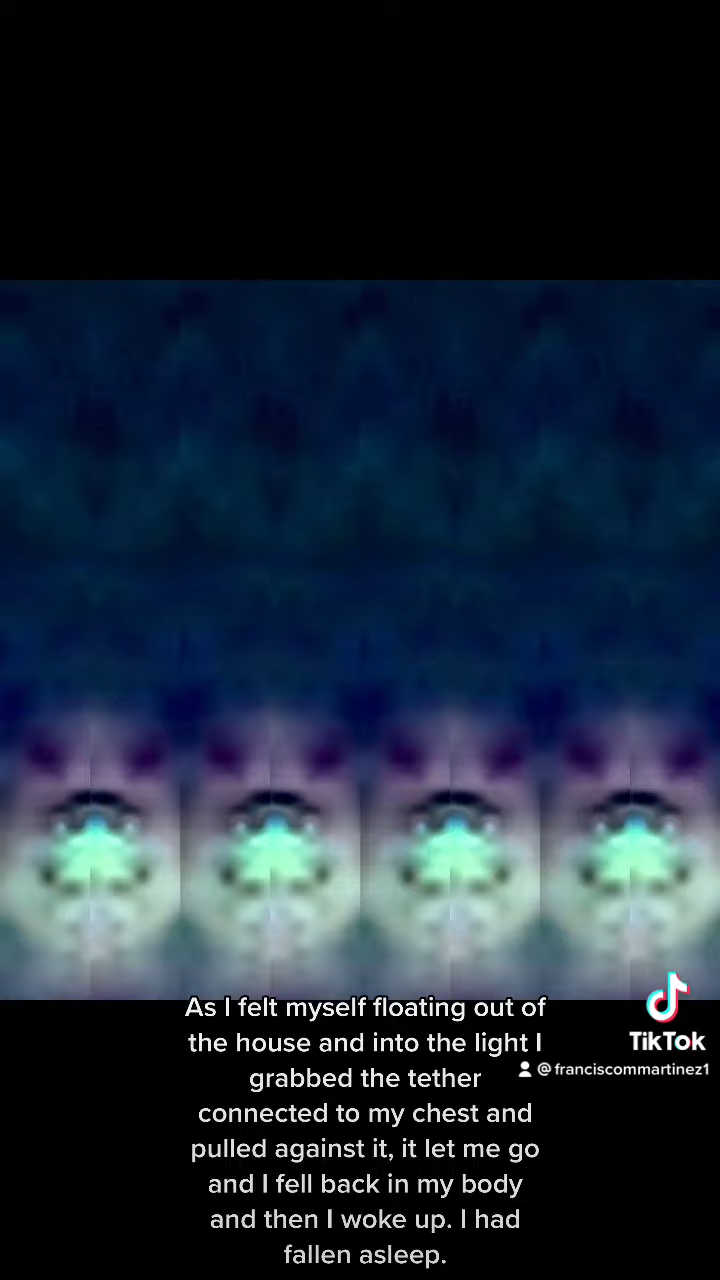 As I felt myself floating out of
the house and into the light I
grabbed the tether
connected to my chest and
pulled against it, it let me go
and I fell back in my body
and then I woke up. I had
fallen asleep.
TikTok
@franciscommartinez1